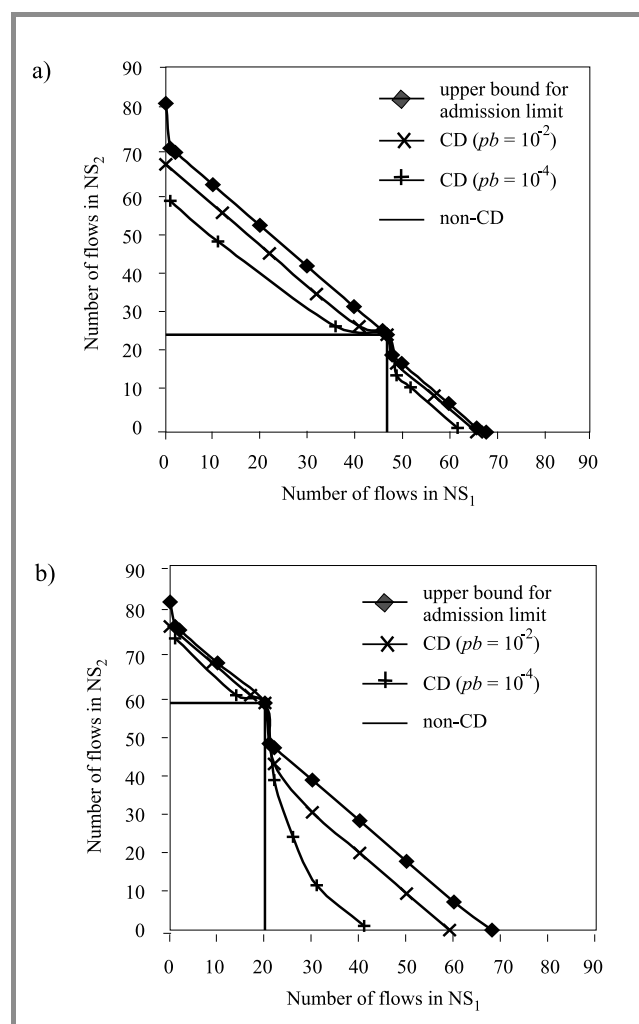 a)
90
80
70
60
50
40
30
20
10
0
Number of flows in NS2
upper bound for
admission limit
CD (pb = 10^-2)
CD (pb = 10^-4)
non-CD
0 10 20 30 40 50 60 70 80 90
Number of flows in NS1
b)
90
80
70
60
50
40
30
20
10
0
Number of flows in NS2
upper bound for
admission limit
CD (pb = 10^-2)
CD (pb = 10^-4)
non-CD
0 10 20 30 40 50 60 70 80 90
Number of flows in NS1